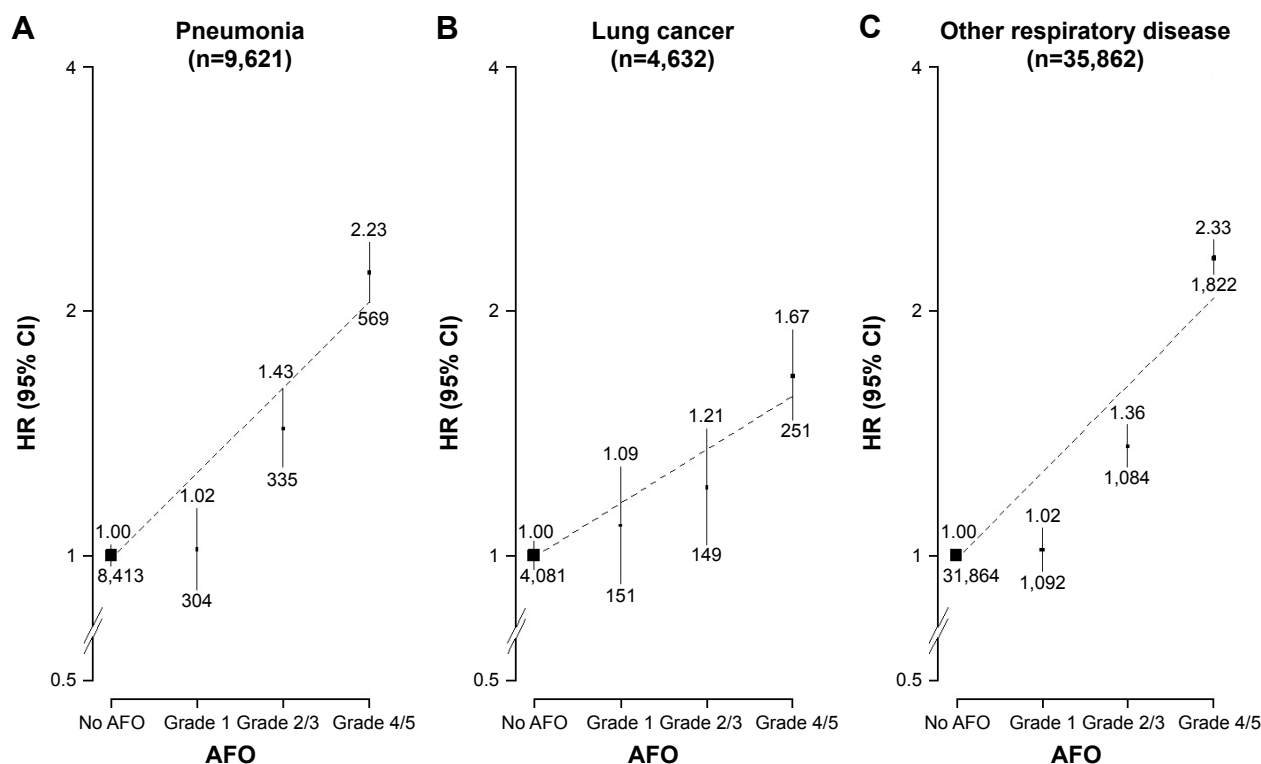 A
Pneumonia
(n=9,621)
HR (95% CI)
4
2
1
0.5
1.00
8,413
1.02
304
1.43
335
2.23
569
No AFO Grade 1 Grade 2/3 Grade 4/5
AFO
B
Lung cancer
(n=4,632)
HR (95% CI)
4
2
1
0.5
1.00
4,081
1.09
151
1.21
149
1.67
251
No AFO Grade 1 Grade 2/3 Grade 4/5
AFO
C
Other respiratory disease
(n=35,862)
HR (95% CI)
4
2
1
0.5
1.00
31,864
1.02
1,092
1.36
1,084
2.33
1,822
No AFO Grade 1 Grade 2/3 Grade 4/5
AFO